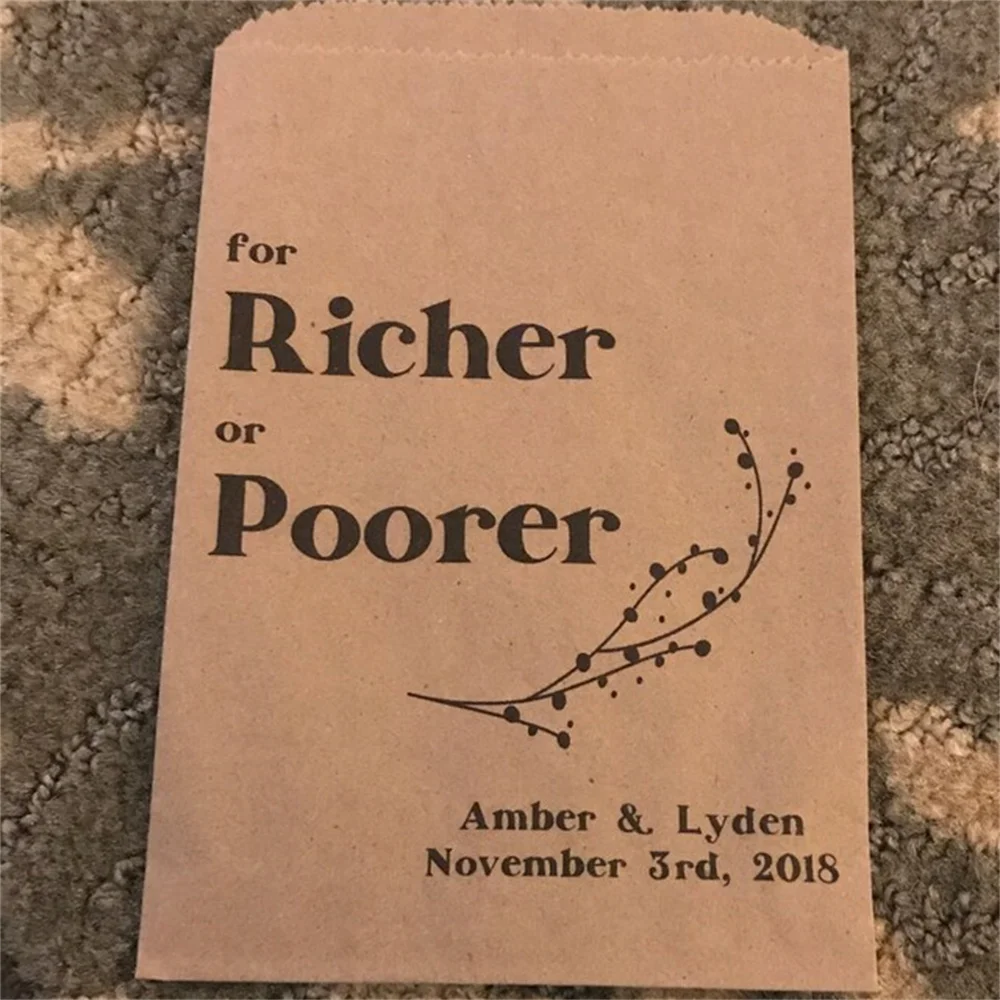 for
Richer
or
Poorer
Amber & Lyden
November 3rd, 2018